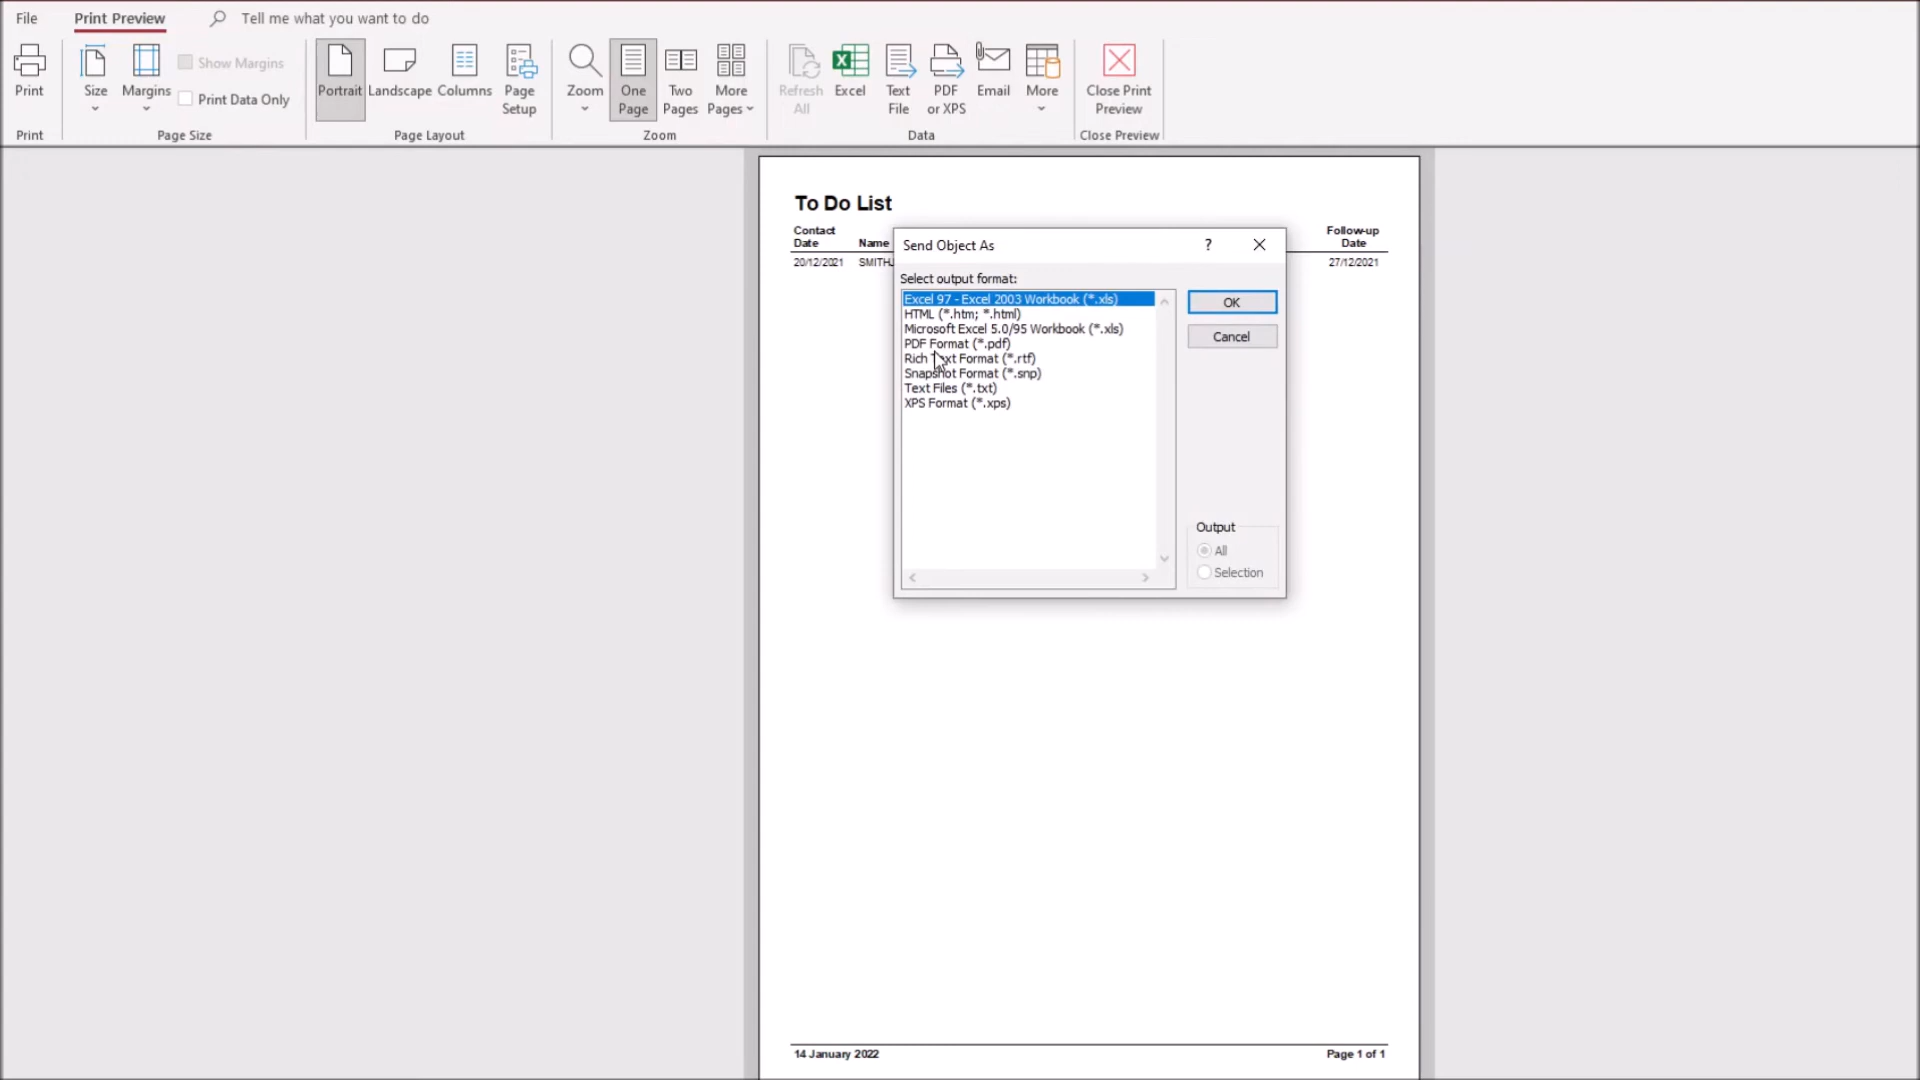 File Print Preview Tell me what you want to do
Print
Size
Margins
Show Margins
Print Data Only
Portrait
Landscape
Columns
Page Setup
Zoom
One Page
Two Pages
More Pages
Refresh All
Excel
Text File
PDF or XPS
Email
More
Close Print Preview
Print
Page Size
Page Layout
Zoom
Data
Close Preview
To Do List
Contact Date
Name
Follow-up Date
20/12/2021
27/12/2021
Send Object As
?
Select output format:
Excel 97 - Excel 2003 Workbook (*.xls)
HTML (*.htm; *.html)
Microsoft Excel 5.0/95 Workbook (*.xls)
PDF Format (*.pdf)
Rich Text Format (*.rtf)
Snapshot Format (*.snp)
Text Files (*.txt)
XPS Format (*.xps)
OK
Cancel
Output
All
Selection
14 January 2022
Page 1 of 1